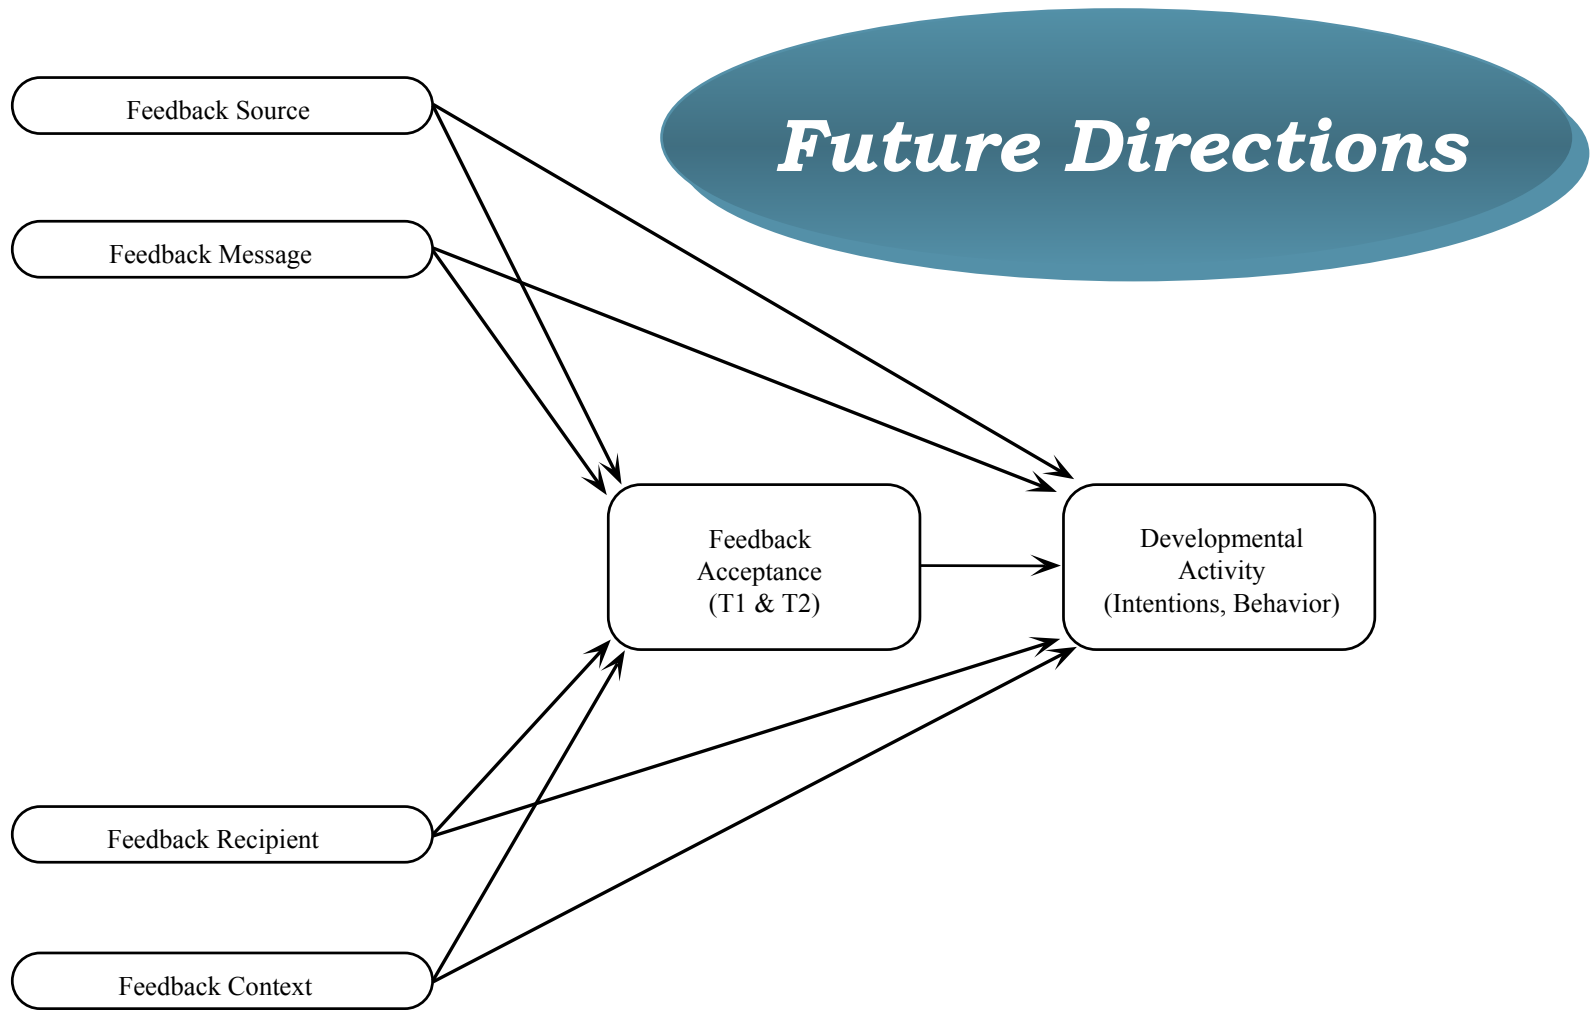 Future Directions
Feedback Source
Feedback Message
Feedback
Acceptance
(T1 & T2)
Developmental
Activity
(Intentions, Behavior)
Feedback Recipient
Feedback Context